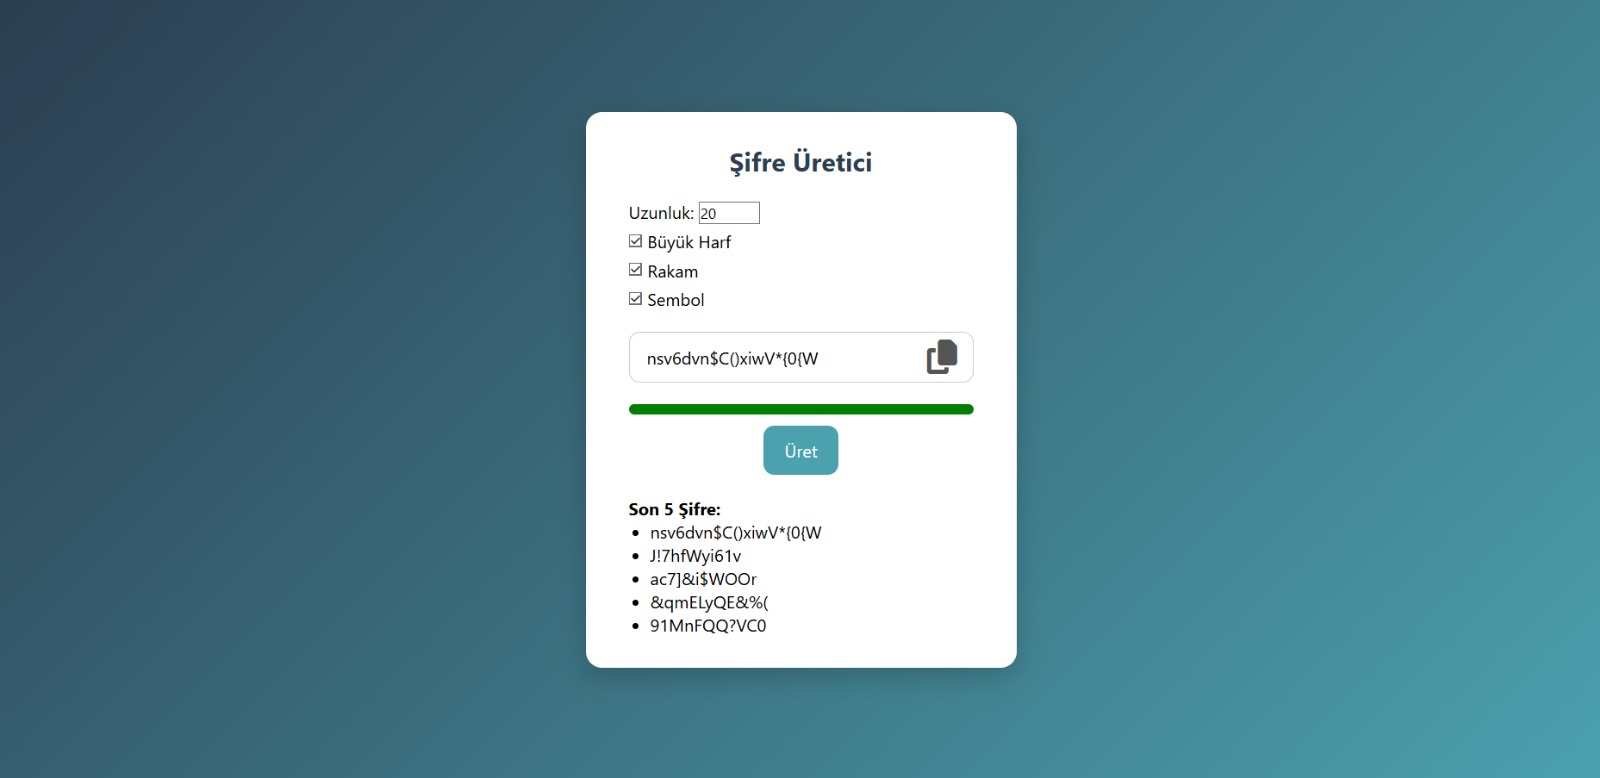 Şifre Üretici
Uzunluk: 20
Büyük Harf
Rakam
Sembol
nsv6dvn$C()xiwV*{0{W
Üret
Son 5 Şifre:
nsv6dvn$C()xiwV*{0{W
J!7hfWyi61v
ac7]&i$WOOr
&qmELyQE&%(
91MnFQQ?VC0